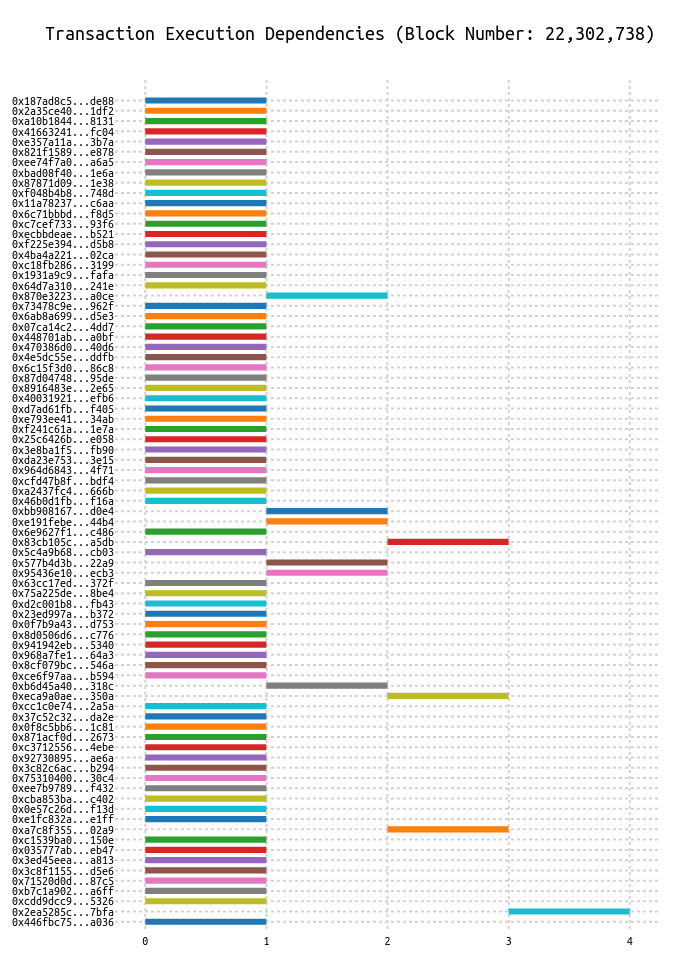 Transaction Execution Dependencies (Block Number: 22,302,738)
0x187ad8c5...de88
0x2a35ce40...1df2
0xa10b1844...8131
0x41663241...fc04
0xe357a11a...3b7a
0x821f1589...e878
0xee74f7a0...a6a5
0xbad08f40...1e6a
0x87871d09...1e38
0xf048b4b8...748d
0x11a78237...c6aa
0x6c71bbbd...f8d5
0xc7cef733...93f6
0xecbbdeae...b521
0xf225e394...d5b8
0x4ba4a221...02ca
0xc18fb286...3199
0x1931a9c9...fafa
0x64d7a310...241e
0x870e3223...a0ce
0x73478c9e...962f
0x6ab8a699...d5e3
0x07ca14c2...4dd7
0x448701ab...a0bf
0x470386d0...40d6
0x4e5dc55e...ddfb
0x6c15f3d0...86c8
0x87d04748...95de
0x8916483e...2e65
0x40031921...efb6
0xd7ad61fb...f405
0xe793ee41...34ab
0xf241c61a...1e7a
0x25c6426b...e058
0x3e8ba1f5...fb90
0xda23e753...3e15
0x964d6843...4f71
0xcfd47b8f...bdf4
0xa2437fc4...666b
0x46b0d1fb...f16a
0xbb908167...d0e4
0xe191febe...44b4
0x6e9627f1...c486
0x83cb105c...a5db
0x5c4a9b68...cb03
0x577b4d3b...22a9
0x95436e10...ecb3
0x63cc17ed...372f
0x75a225de...8be4
0xd2c001b8...fb43
0x23ed997a...b372
0x0f7b9a43...d753
0x8d0506d6...c776
0x941942eb...5340
0x968a7fe1...64a3
0x8cf079bc...546a
0xce6f97aa...b594
0xb6d45a40...318c
0xeca9a0ae...350a
0xcc1c0e74...2a5a
0x37c52c32...da2e
0x0f8c5bb6...1c81
0x871acf0d...2673
0xc3712556...4ebe
0x92730895...ae6a
0x3c82c6ac...b294
0x75310400...30c4
0xee7b9789...f432
0xcba853ba...c402
0x0e57c26d...f13d
0xe1fc832a...e1ff
0xa7c8f355...02a9
0xc1539ba0...150e
0x035777ab...eb47
0x3ed45eea...a813
0x3c8f1155...d5e6
0x71520d0d...87c5
0xb7c1a902...a6ff
0xcdd9dcc9...5326
0x2ea5285c...7bfa
0x446fbc75...a036
0 1 2 3 4